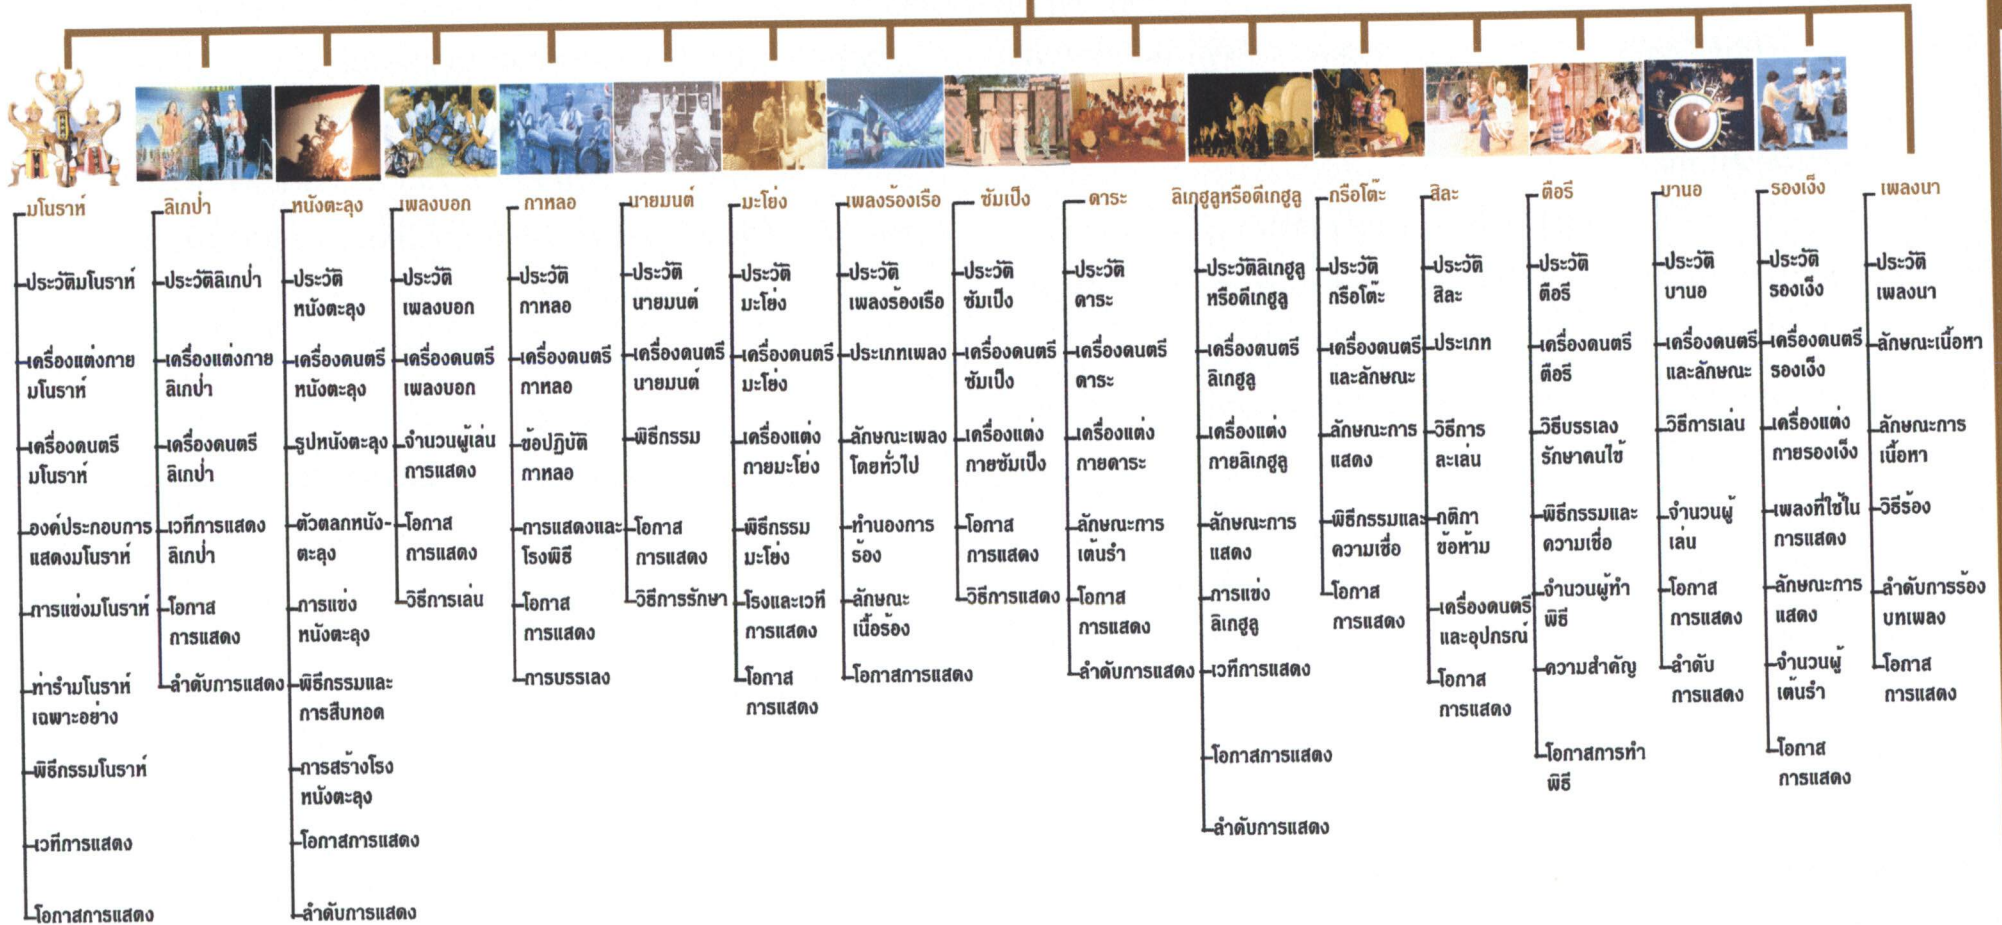 มโนราห์
ประวัติมโนราห์
เครื่องแต่งกาย
มโนราห์
เครื่องดนตรี
มโนราห์
องค์ประกอบการ
แสดงมโนราห์
การแข่งมโนราห์
ท่ารำมโนราห์
เฉพาะอย่าง
พิธีกรรมโนราห์
เวทีการแสดง
โอกาสการแสดง
ลิเกป่า
ประวัติลิเกป่า
เครื่องแต่งกาย
ลิเกป่า
เครื่องดนตรี
ลิเกป่า
เวทีการแสดง
ลิเกป่า
โอกาส
การแสดง
ลำดับการแสดง
หนังตะลุง
ประวัติ
หนังตะลุง
เครื่องดนตรี
หนังตะลุง
รูปหนังตะลุง
ตัวตลกหนัง-
ตะลุง
การแข่ง
หนังตะลุง
พิธีกรรมและ
การสืบทอด
การสร้างโรง
หนังตะลุง
โอกาสการแสดง
ลำดับการแสดง
เพลงบอก
ประวัติ
เพลงบอก
เครื่องดนตรี
เพลงบอก
จำนวนผู้เล่น
การแสดง
โอกาส
การแสดง
วิธีการเล่น
กาหลอ
ประวัติ
กาหลอ
เครื่องดนตรี
กาหลอ
ข้อปฏิบัติ
กาหลอ
การแสดงและ
โรงพิธี
โอกาส
การแสดง
การบรรเลง
นายมนต์
ประวัติ
นายมนต์
เครื่องดนตรี
นายมนต์
พิธีกรรม
โอกาส
การแสดง
วิธีการรักษา
มะโย่ง
ประวัติ
มะโย่ง
เครื่องดนตรี
มะโย่ง
เครื่องแต่ง
กายมะโย่ง
พิธีกรรม
มะโย่ง
โรงและเวที
การแสดง
โอกาส
การแสดง
เพลงร้องเรือ
ประวัติ
เพลงร้องเรือ
ประเภทเพลง
ลักษณะเพลง
โดยทั่วไป
ทำนองการ
ร้อง
ลักษณะ
เนื้อร้อง
โอกาสการแสดง
ซัมเป็ง
ประวัติ
ซัมเป็ง
เครื่องดนตรี
ซัมเป็ง
เครื่องแต่ง
กายซัมเป็ง
โอกาส
การแสดง
วิธีการแสดง
ดาระ
ประวัติ
ดาระ
เครื่องดนตรี
ดาระ
เครื่องแต่ง
กายดาระ
ลักษณะการ
เต้นรำ
โอกาส
การแสดง
ลำดับการแสดง
ลิเกฮูลูหรือดีเกฮูลู
ประวัติลิเกฮูลู
หรือดีเกฮูลู
เครื่องดนตรี
ลิเกฮูลู
เครื่องแต่ง
กายลิเกฮูลู
ลักษณะการ
แสดง
การแข่ง
ลิเกฮูลู
เวทีการแสดง
โอกาสการแสดง
ลำดับการแสดง
กรือโต๊ะ
ประวัติ
กรือโต๊ะ
เครื่องดนตรี
และลักษณะ
ลักษณะการ
แสดง
พิธีกรรมและ
ความเชื่อ
โอกาส
การแสดง
สิละ
ประวัติ
สิละ
ประเภท
วิธีการ
ละเล่น
กติกา
ข้อห้าม
เครื่องดนตรี
และอุปกรณ์
โอกาส
การแสดง
ตือรี
ประวัติ
ตือรี
เครื่องดนตรี
ตือรี
วิธีบรรเลง
รักษาคนไข้
พิธีกรรมและ
ความเชื่อ
จำนวนผู้ทำ
พิธี
ความสำคัญ
โอกาสการทำ
พิธี
บานอ
ประวัติ
บานอ
เครื่องดนตรี
และลักษณะ
วิธีการเล่น
จำนวนผู้
เล่น
โอกาส
การแสดง
ลำดับ
การแสดง
รองเง็ง
ประวัติ
รองเง็ง
เครื่องดนตรี
รองเง็ง
เครื่องแต่ง
กายรองเง็ง
เพลงที่ใช้ใน
การแสดง
ลักษณะการ
แสดง
จำนวนผู้
เต้นรำ
โอกาส
การแสดง
เพลงนา
ประวัติ
เพลงนา
ลักษณะเนื้อหา
ลักษณะการ
เนื้อหา
วิธีร้อง
ลำดับการร้อง
บทเพลง
โอกาส
การแสดง